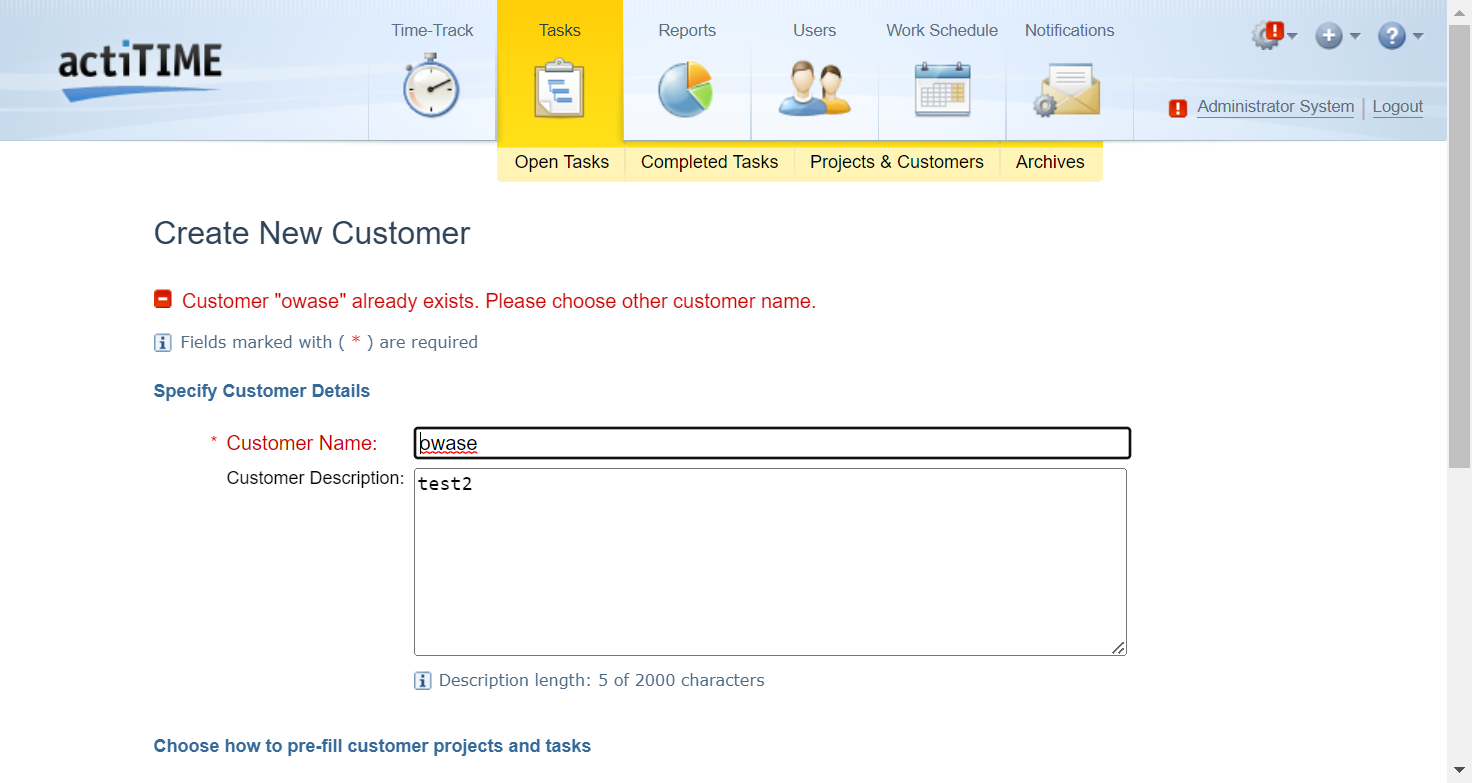 actiTIME
Time-Track
Tasks
Reports
Users
Work Schedule
Notifications
Administrator System | Logout
Open Tasks
Completed Tasks
Projects & Customers
Archives
Create New Customer
Customer "owase" already exists. Please choose other customer name.
Fields marked with ( * ) are required
Specify Customer Details
* Customer Name:
owase
Customer Description:
test2
Description length: 5 of 2000 characters
Choose how to pre-fill customer projects and tasks